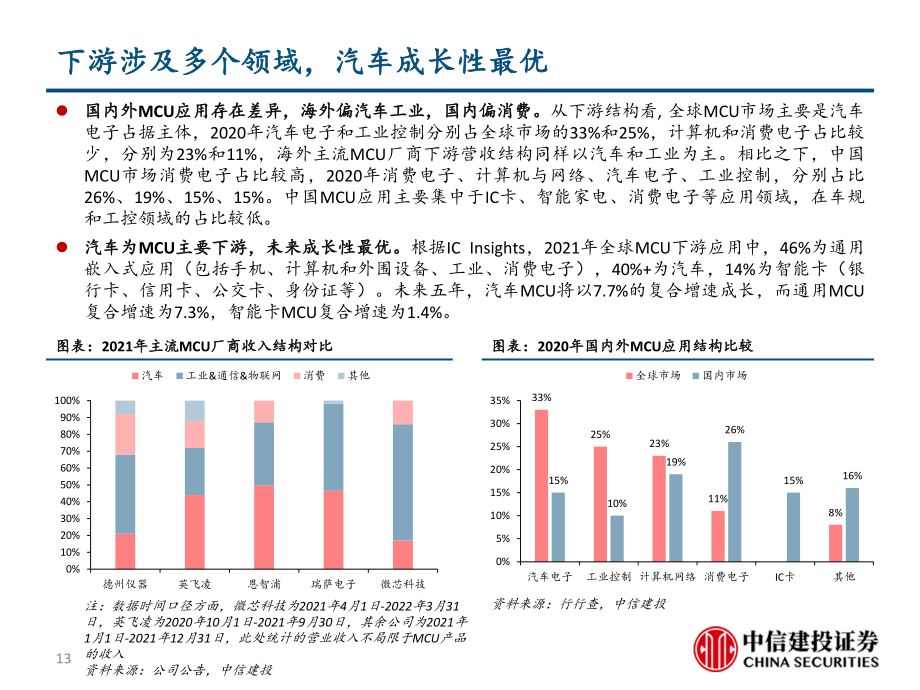 下游涉及多个领域，汽车成长性最优
国内外MCU应用存在差异，海外偏汽车工业，国内偏消费。从下游结构看, 全球MCU市场主要是汽车
电子占据主体，2020年汽车电子和工业控制分别占全球市场的33%和25%，计算机和消费电子占比较
少，分别为23%和11%，海外主流MCU厂商下游营收结构同样以汽车和工业为主。相比之下，中国
MCU市场消费电子占比较高，2020年消费电子、计算机与网络、汽车电子、工业控制，分别占比
26%、19%、15%、15%。中国MCU应用主要集中于IC卡、智能家电、消费电子等应用领域，在车规
和工控领域的占比较低。
汽车为MCU主要下游，未来成长性最优。根据IC Insights，2021年全球MCU下游应用中，46%为通用
嵌入式应用（包括手机、计算机和外围设备、工业、消费电子），40%+为汽车，14%为智能卡（银
行卡、信用卡、公交卡、身份证等）。未来五年，汽车MCU将以7.7%的复合增速成长，而通用MCU
复合增速为7.3%，智能卡MCU复合增速为1.4%。
图表：2021年主流MCU厂商收入结构对比
汽车 工业&通信&物联网 消费 其他
100%
90%
80%
70%
60%
50%
40%
30%
20%
10%
0%
德州仪器 英飞凌 恩智浦 瑞萨电子 微芯科技
注：数据时间口径方面，微芯科技为2021年4月1日-2022年3月31
日，英飞凌为2020年10月1日-2021年9月30日，其余公司为2021年
1月1日-2021年12月31日，此处统计的营业收入不局限于MCU产品
的收入
资料来源：公司公告，中信建投
图表：2020年国内外MCU应用结构比较
全球市场 国内市场
35%
30%
25%
20%
15%
10%
5%
0%
33% 15% 25% 10% 23% 19% 11% 26% 15% 8% 16%
汽车电子 工业控制 计算机网络 消费电子 IC卡 其他
资料来源：行行查，中信建投
13
中信建投证券
CHINA SECURITIES